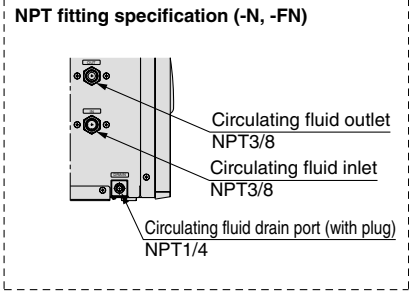 NPT fitting specification (-N, -FN)
Circulating fluid outlet
NPT3/8
Circulating fluid inlet
NPT3/8
Circulating fluid drain port (with plug)
NPT1/4